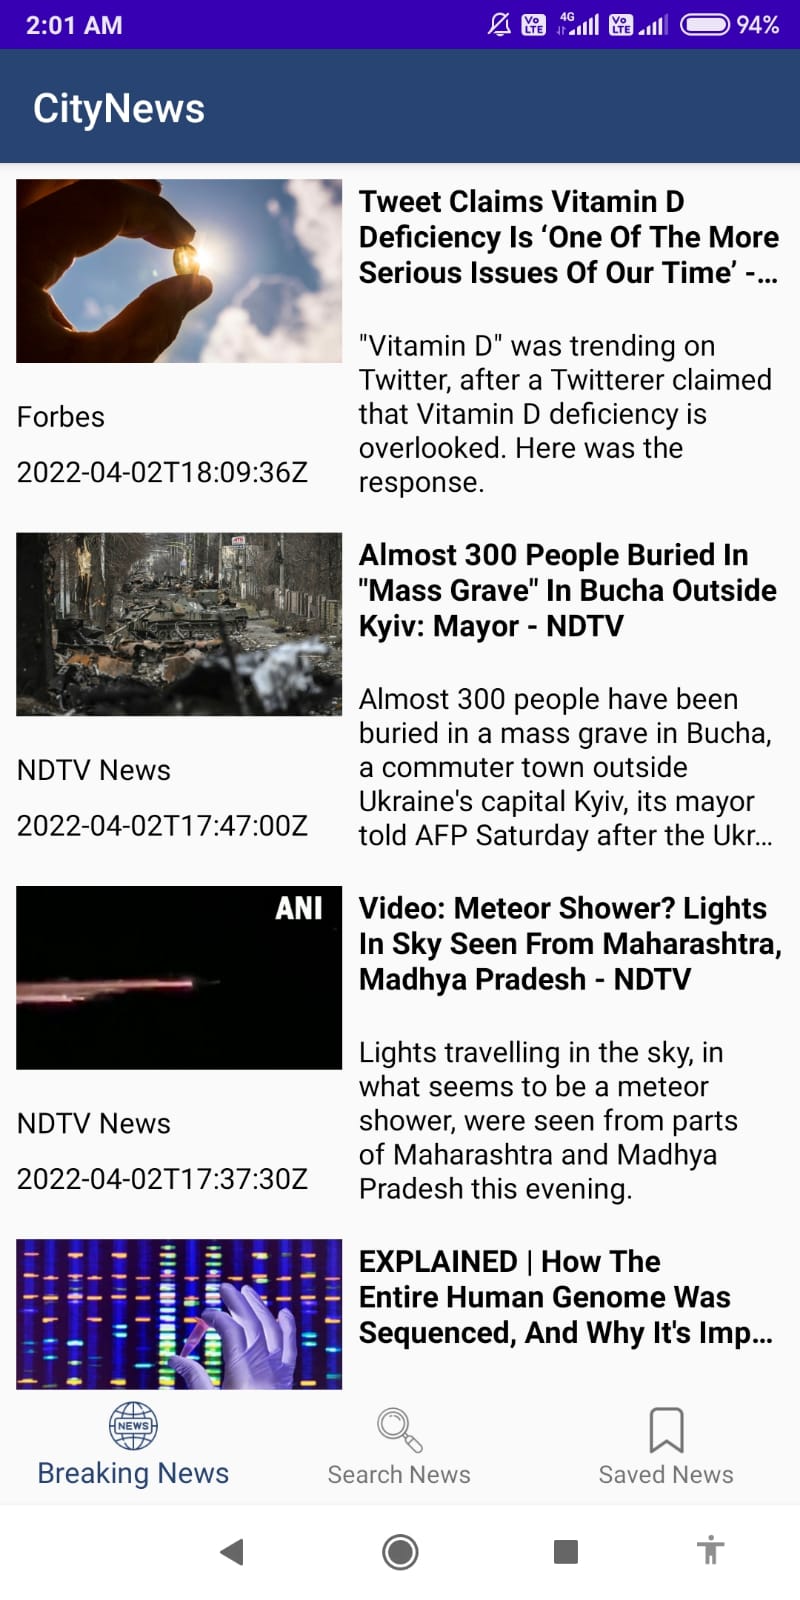 2:01 AM
Vo LTE 4G Vo LTE 94%
CityNews
Tweet Claims Vitamin D
Deficiency Is ‘One Of The More
Serious Issues Of Our Time’ -...
"Vitamin D" was trending on
Twitter, after a Twitterer claimed
that Vitamin D deficiency is
overlooked. Here was the
response.
Forbes
2022-04-02T18:09:36Z
Almost 300 People Buried In
"Mass Grave" In Bucha Outside
Kyiv: Mayor - NDTV
Almost 300 people have been
buried in a mass grave in Bucha,
a commuter town outside
Ukraine's capital Kyiv, its mayor
told AFP Saturday after the Ukr...
NDTV News
2022-04-02T17:47:00Z
ANI
Video: Meteor Shower? Lights
In Sky Seen From Maharashtra,
Madhya Pradesh - NDTV
Lights travelling in the sky, in
what seems to be a meteor
shower, were seen from parts
of Maharashtra and Madhya
Pradesh this evening.
NDTV News
2022-04-02T17:37:30Z
EXPLAINED | How The
Entire Human Genome Was
Sequenced, And Why It's Imp...
NEWS
Breaking News
Search News
Saved News